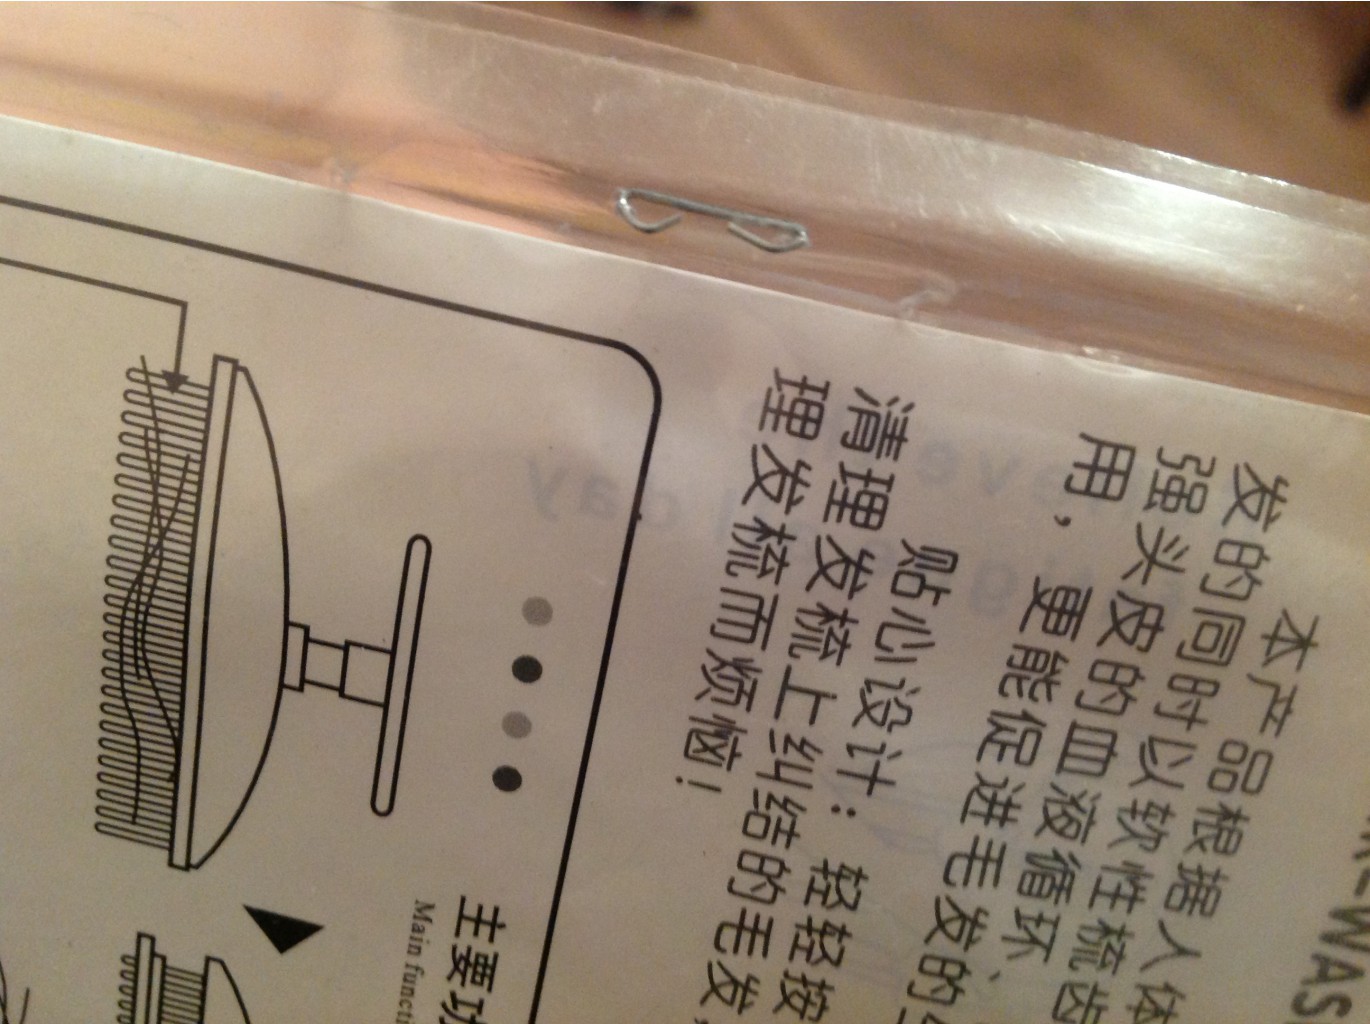 WAS
本产品根据人体
发的同时以软性梳齿
强头皮的血液循环、
用，更能促进毛发的
贴心设计：轻轻按
清理发梳上纠结的毛发，
理发梳而烦恼！
主要功
Main functi